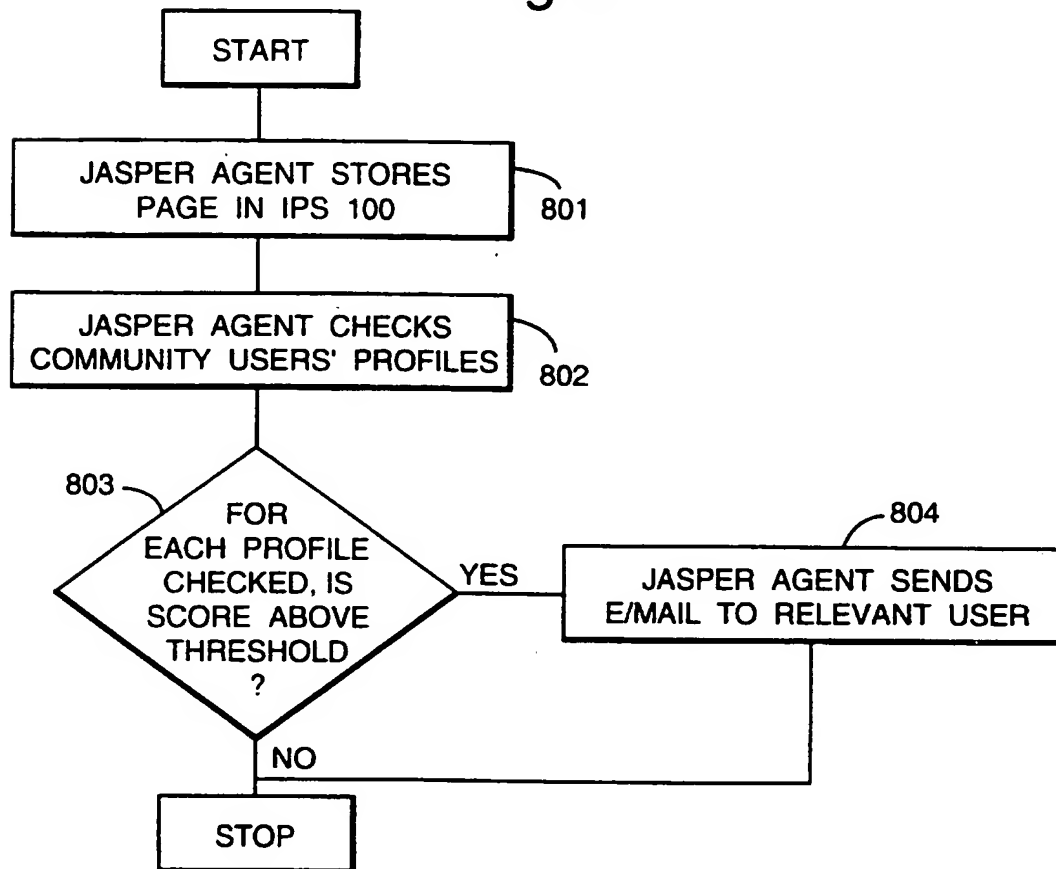 START
JASPER AGENT STORES
PAGE IN IPS 100
801
JASPER AGENT CHECKS
COMMUNITY USERS' PROFILES
802
803
FOR
EACH PROFILE
CHECKED, IS
SCORE ABOVE
THRESHOLD
?
YES
804
JASPER AGENT SENDS
E/MAIL TO RELEVANT USER
NO
STOP